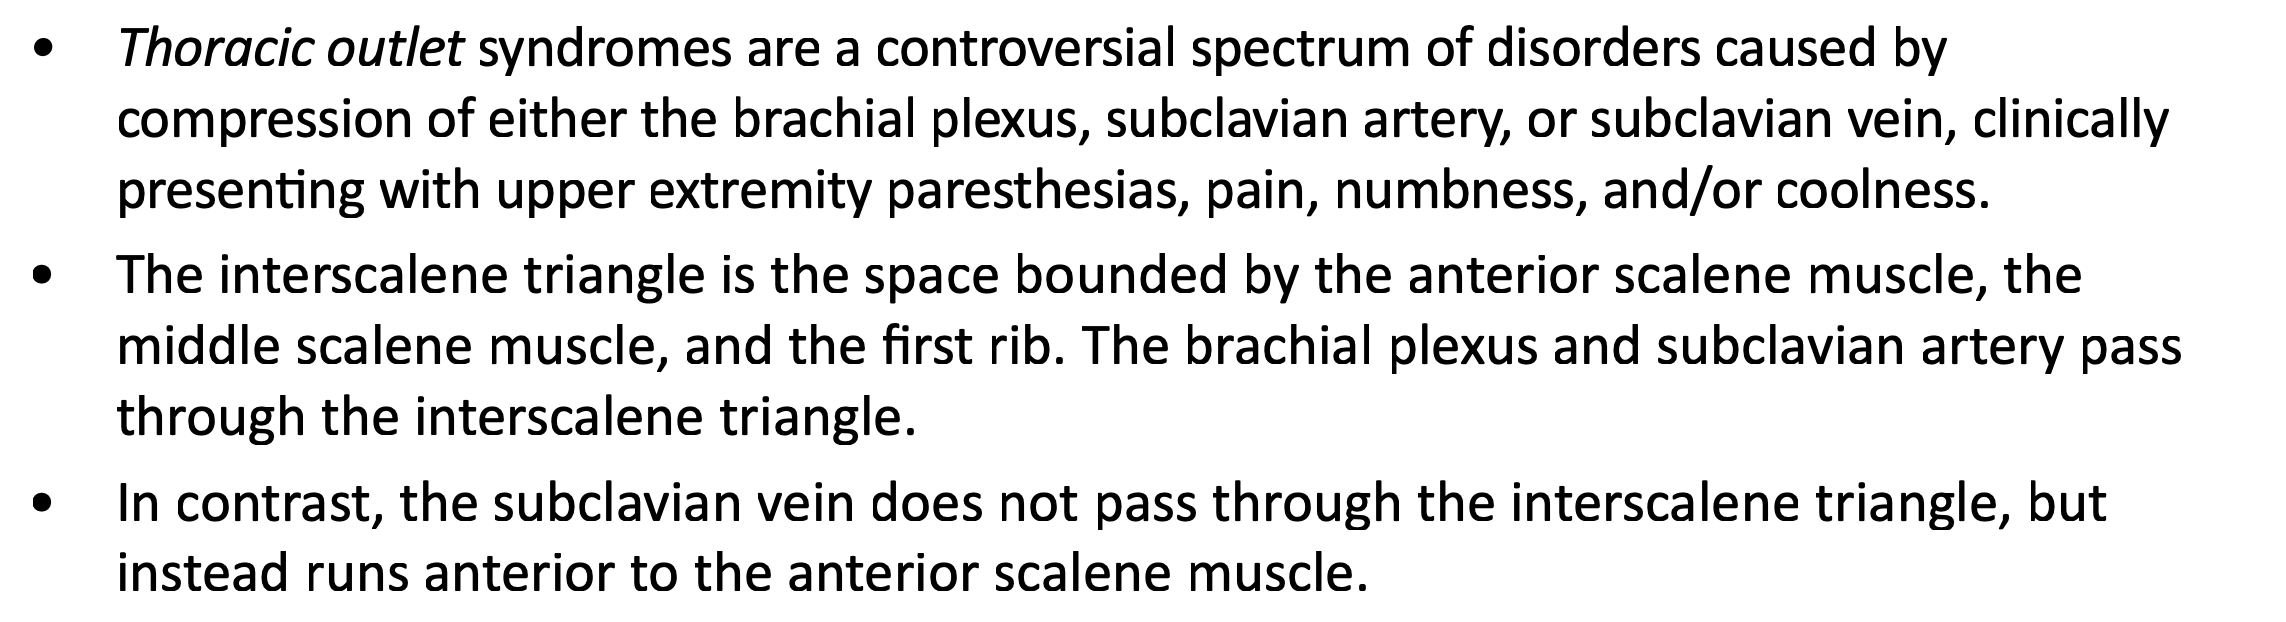 • Thoracic outlet syndromes are a controversial spectrum of disorders caused by
compression of either the brachial plexus, subclavian artery, or subclavian vein, clinically
presenting with upper extremity paresthesias, pain, numbness, and/or coolness.
• The interscalene triangle is the space bounded by the anterior scalene muscle, the
middle scalene muscle, and the first rib. The brachial plexus and subclavian artery pass
through the interscalene triangle.
• In contrast, the subclavian vein does not pass through the interscalene triangle, but
instead runs anterior to the anterior scalene muscle.